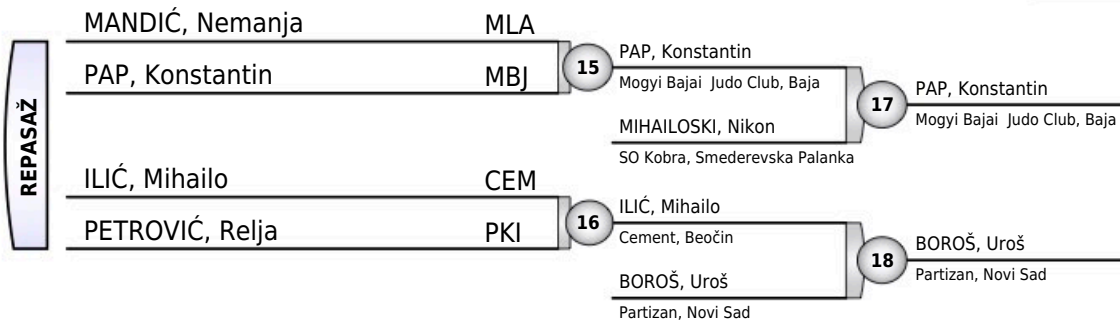 REPASAŽ
MANDIĆ, Nemanja MLA
PAP, Konstantin MBJ
15
PAP, Konstantin
Mogyi Bajai Judo Club, Baja
MIHAILOSKI, Nikon
SO Kobra, Smederevska Palanka
17
PAP, Konstantin
Mogyi Bajai Judo Club, Baja
ILIĆ, Mihailo CEM
PETROVIĆ, Relja PKI
16
ILIĆ, Mihailo
Cement, Beočin
BOROŠ, Uroš
Partizan, Novi Sad
18
BOROŠ, Uroš
Partizan, Novi Sad